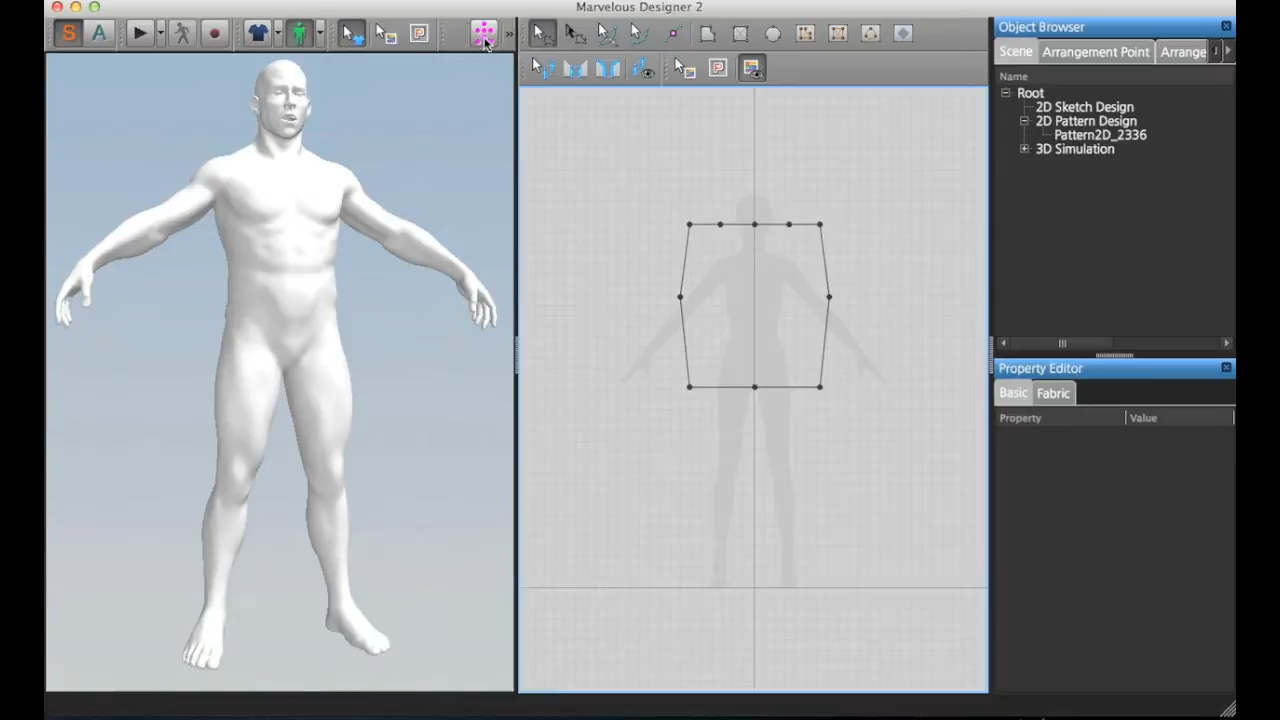 Marvelous Designer 2
S A
P
»
P
Object Browser
Scene Arrangement Point Arrange
Name
Root
2D Sketch Design
2D Pattern Design
Pattern2D_2336
3D Simulation
Property Editor
Basic Fabric
Property Value